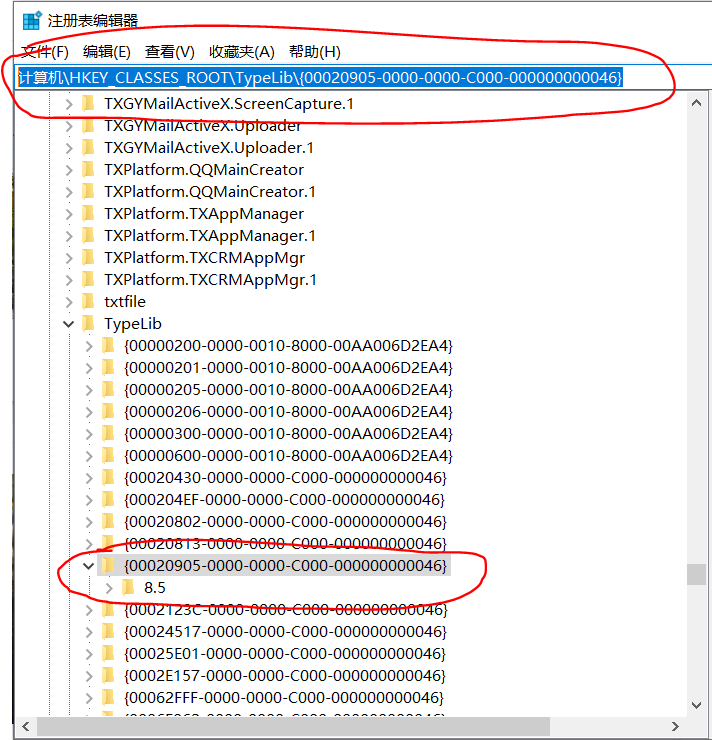 注册表编辑器
文件(F) 编辑(E) 查看(V) 收藏夹(A) 帮助(H)
计算机\HKEY_CLASSES_ROOT\TypeLib\{00020905-0000-0000-C000-000000000046}
TXGYMailActiveX.ScreenCapture.1
TXGYMailActiveX.Uploader
TXGYMailActiveX.Uploader.1
TXPlatform.QQMainCreator
TXPlatform.QQMainCreator.1
TXPlatform.TXAppManager
TXPlatform.TXAppManager.1
TXPlatform.TXCRMAppMgr
TXPlatform.TXCRMAppMgr.1
txtfile
TypeLib
{00000200-0000-0010-8000-00AA006D2EA4}
{00000201-0000-0010-8000-00AA006D2EA4}
{00000205-0000-0010-8000-00AA006D2EA4}
{00000206-0000-0010-8000-00AA006D2EA4}
{00000300-0000-0010-8000-00AA006D2EA4}
{00000600-0000-0010-8000-00AA006D2EA4}
{00020430-0000-0000-C000-000000000046}
{000204EF-0000-0000-C000-000000000046}
{00020802-0000-0000-C000-000000000046}
{00020813-0000-0000-C000-000000000046}
{00020905-0000-0000-C000-000000000046}
8.5
{0002123C-0000-0000-C000-000000000046}
{00024517-0000-0000-C000-000000000046}
{00025E01-0000-0000-C000-000000000046}
{0002E157-0000-0000-C000-000000000046}
{00062FFF-0000-0000-C000-000000000046}